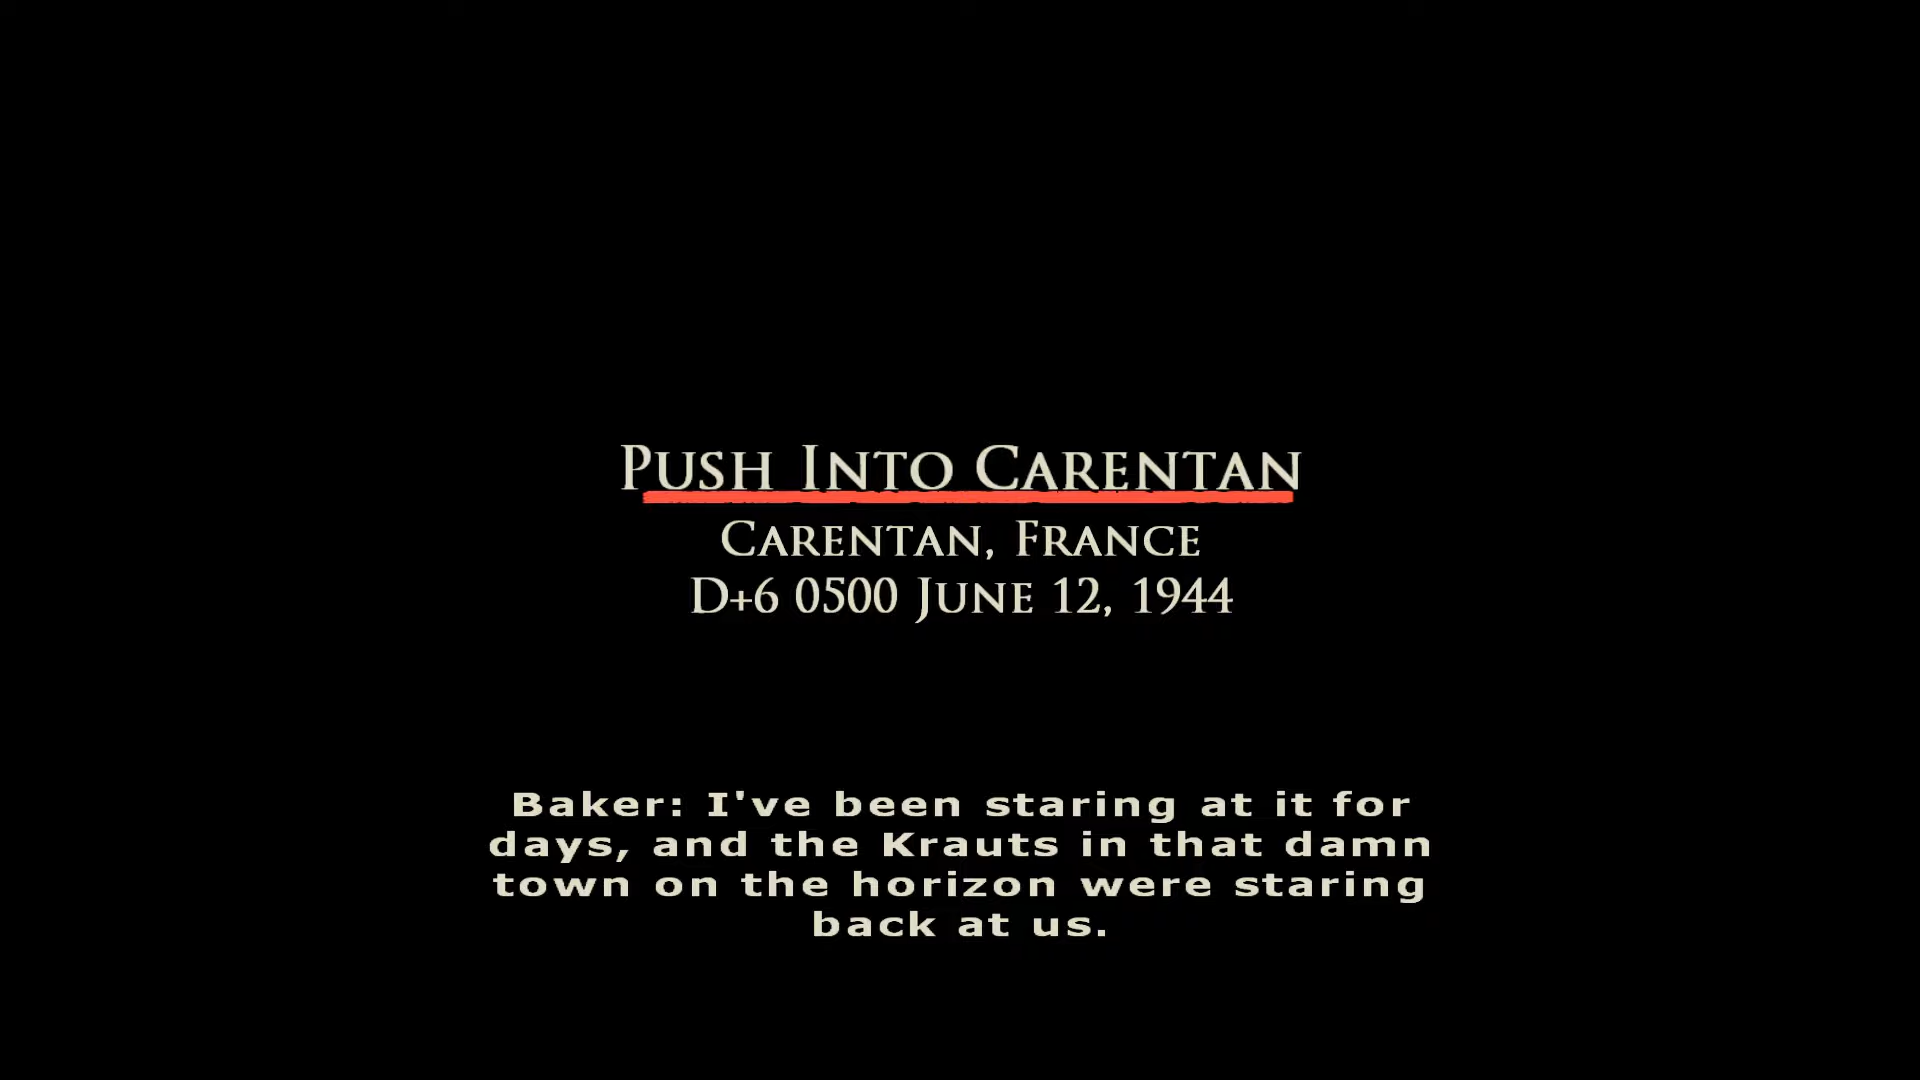 Push Into Carentan
Carentan, France
D+6 0500 June 12, 1944
Baker: I've been staring at it for
days, and the Krauts in that damn
town on the horizon were staring
back at us.